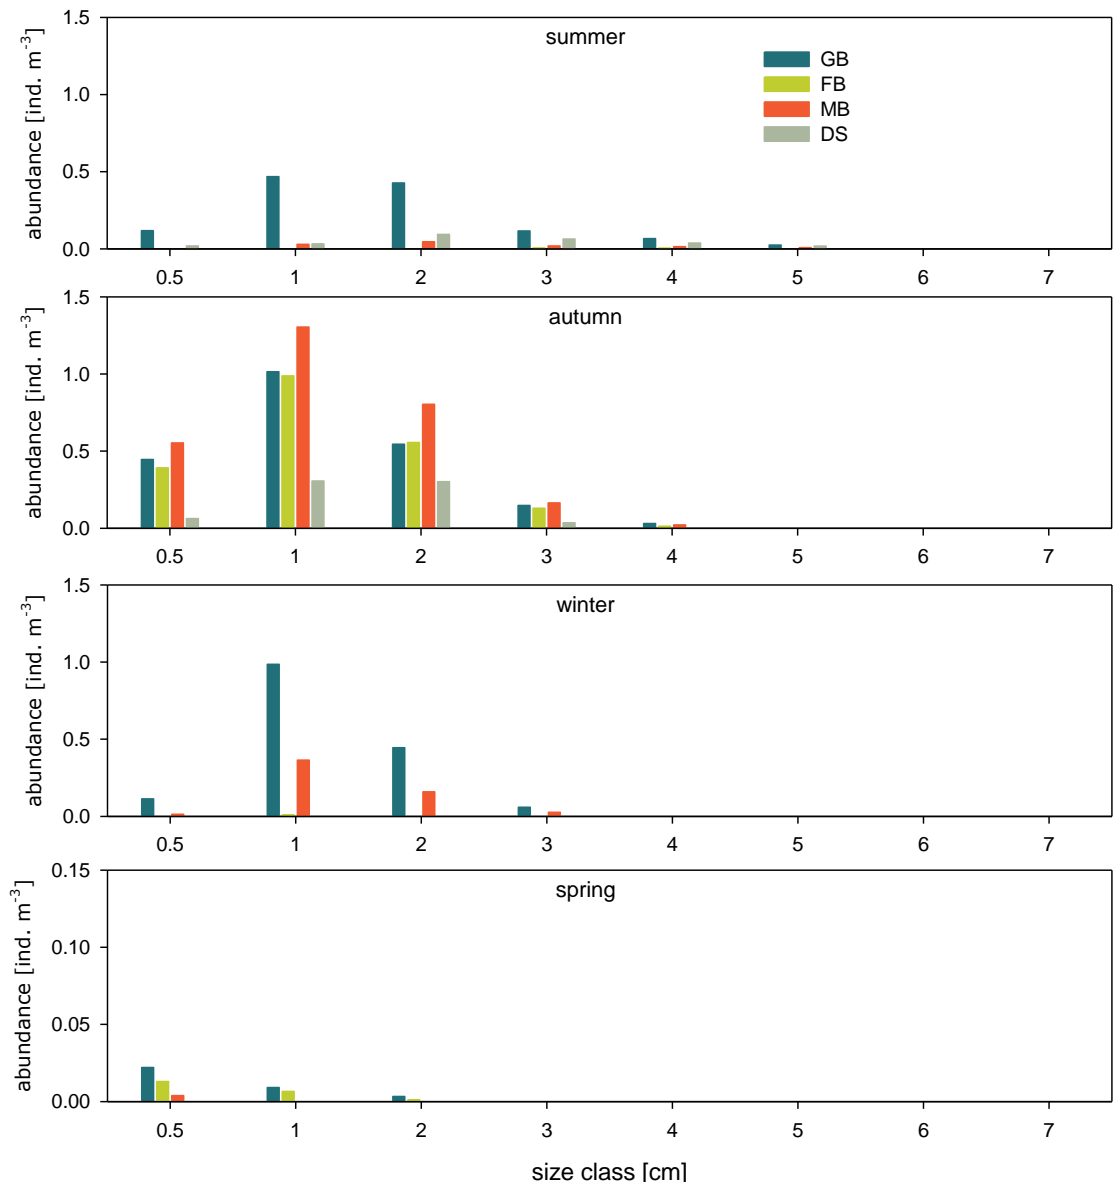 summer
GB
FB
MB
DS
abundance [ind. m-3]
1.5
1.0
0.5
0.0
0.5 1 2 3 4 5 6 7
autumn
abundance [ind. m-3]
1.5
1.0
0.5
0.0
0.5 1 2 3 4 5 6 7
winter
abundance [ind. m-3]
1.5
1.0
0.5
0.0
0.5 1 2 3 4 5 6 7
spring
abundance [ind. m-3]
0.15
0.10
0.05
0.00
0.5 1 2 3 4 5 6 7
size class [cm]